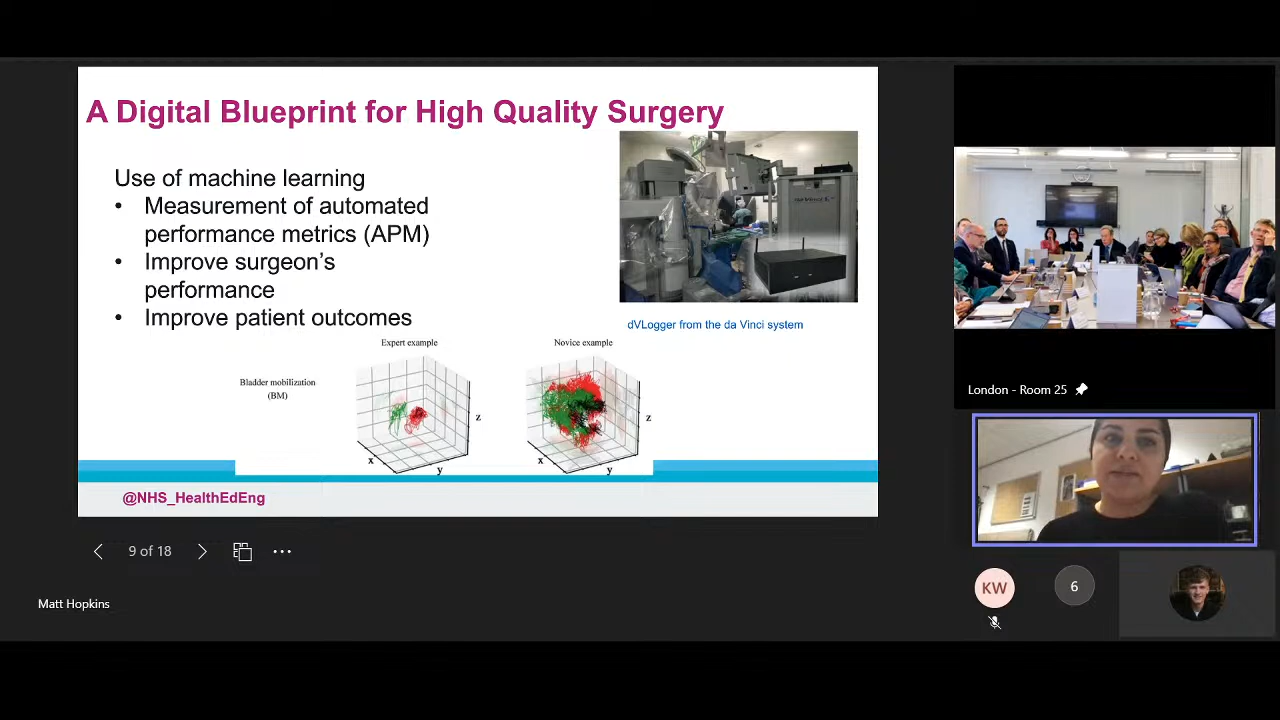 A Digital Blueprint for High Quality Surgery
Use of machine learning
• Measurement of automated
performance metrics (APM)
• Improve surgeon's
performance
• Improve patient outcomes
dVLogger from the da Vinci system
Expert example
Novice example
Bladder mobilization
(BM)
z
x
y
z
x
y
@NHS_HealthEdEng
9 of 18
Matt Hopkins
London - Room 25
KW
6